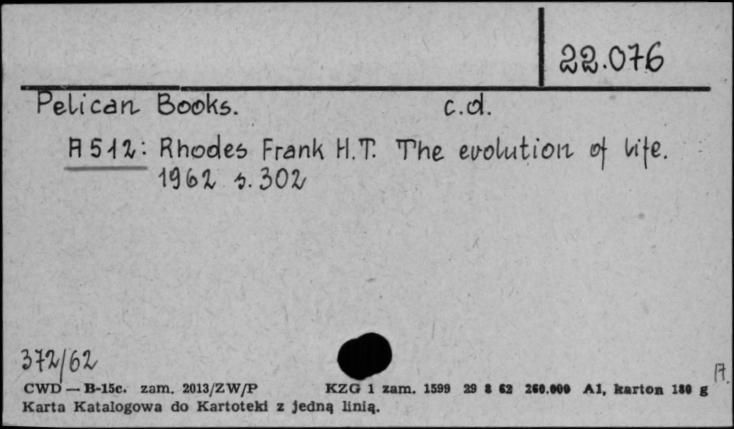 22.076
Pelican Books. c.d.
A 512: Rhodes Frank H.T. The evolution of life.
1962 s. 302
372/62
CWD — B-15c. zam. 2013/ZW/P KZG 1 zam. 1599 29 8 62 260.000 A1, karton 180 g
Karta Katalogowa do Kartoteki z jedną linią.